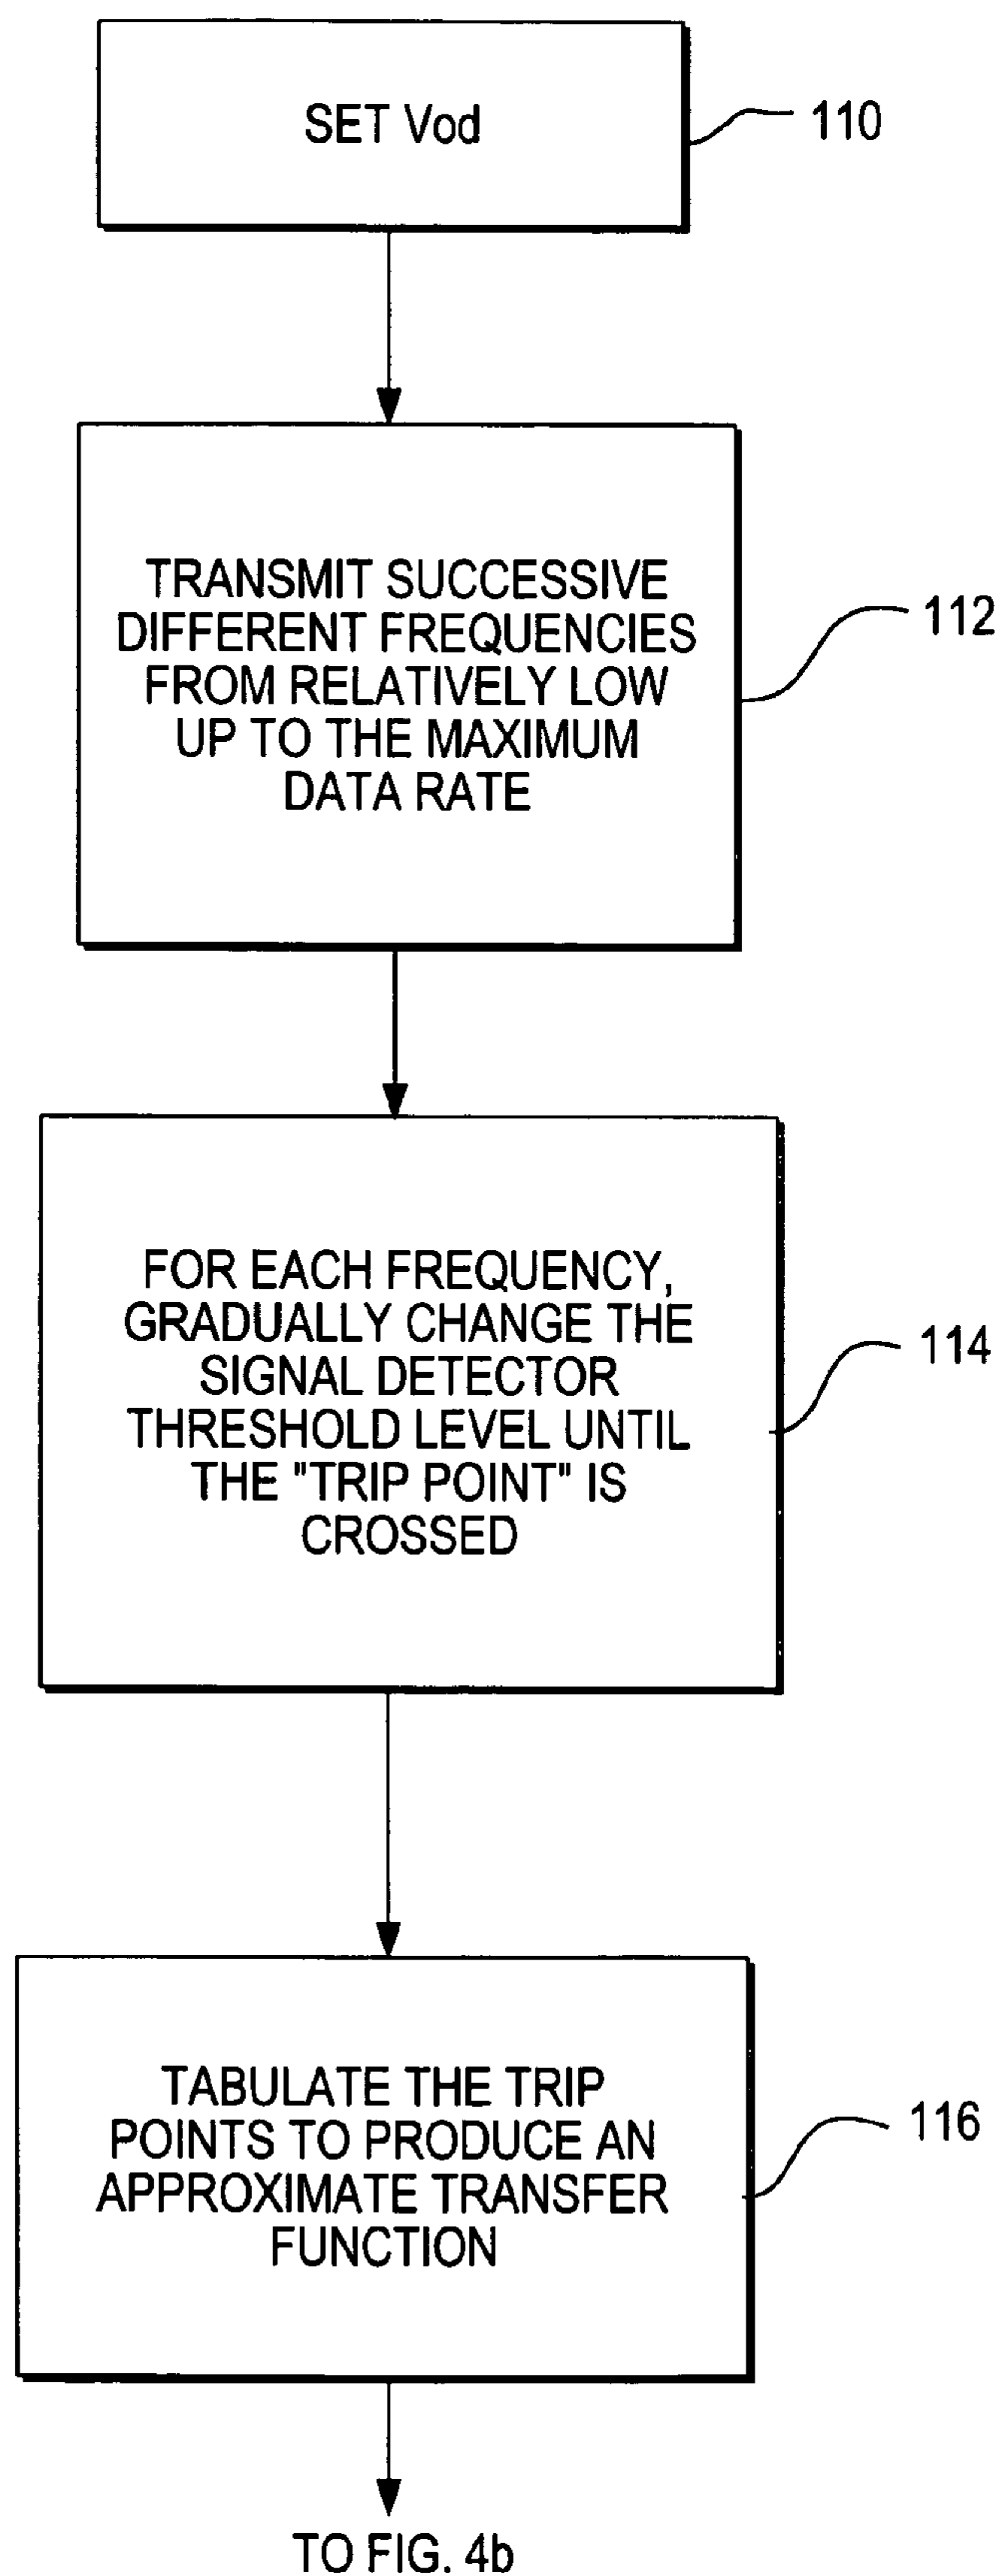 SET Vod
110
TRANSMIT SUCCESSIVE
DIFFERENT FREQUENCIES
FROM RELATIVELY LOW
UP TO THE MAXIMUM
DATA RATE
112
FOR EACH FREQUENCY,
GRADUALLY CHANGE THE
SIGNAL DETECTOR
THRESHOLD LEVEL UNTIL
THE "TRIP POINT" IS
CROSSED
114
TABULATE THE TRIP
POINTS TO PRODUCE AN
APPROXIMATE TRANSFER
FUNCTION
116
TO FIG. 4b